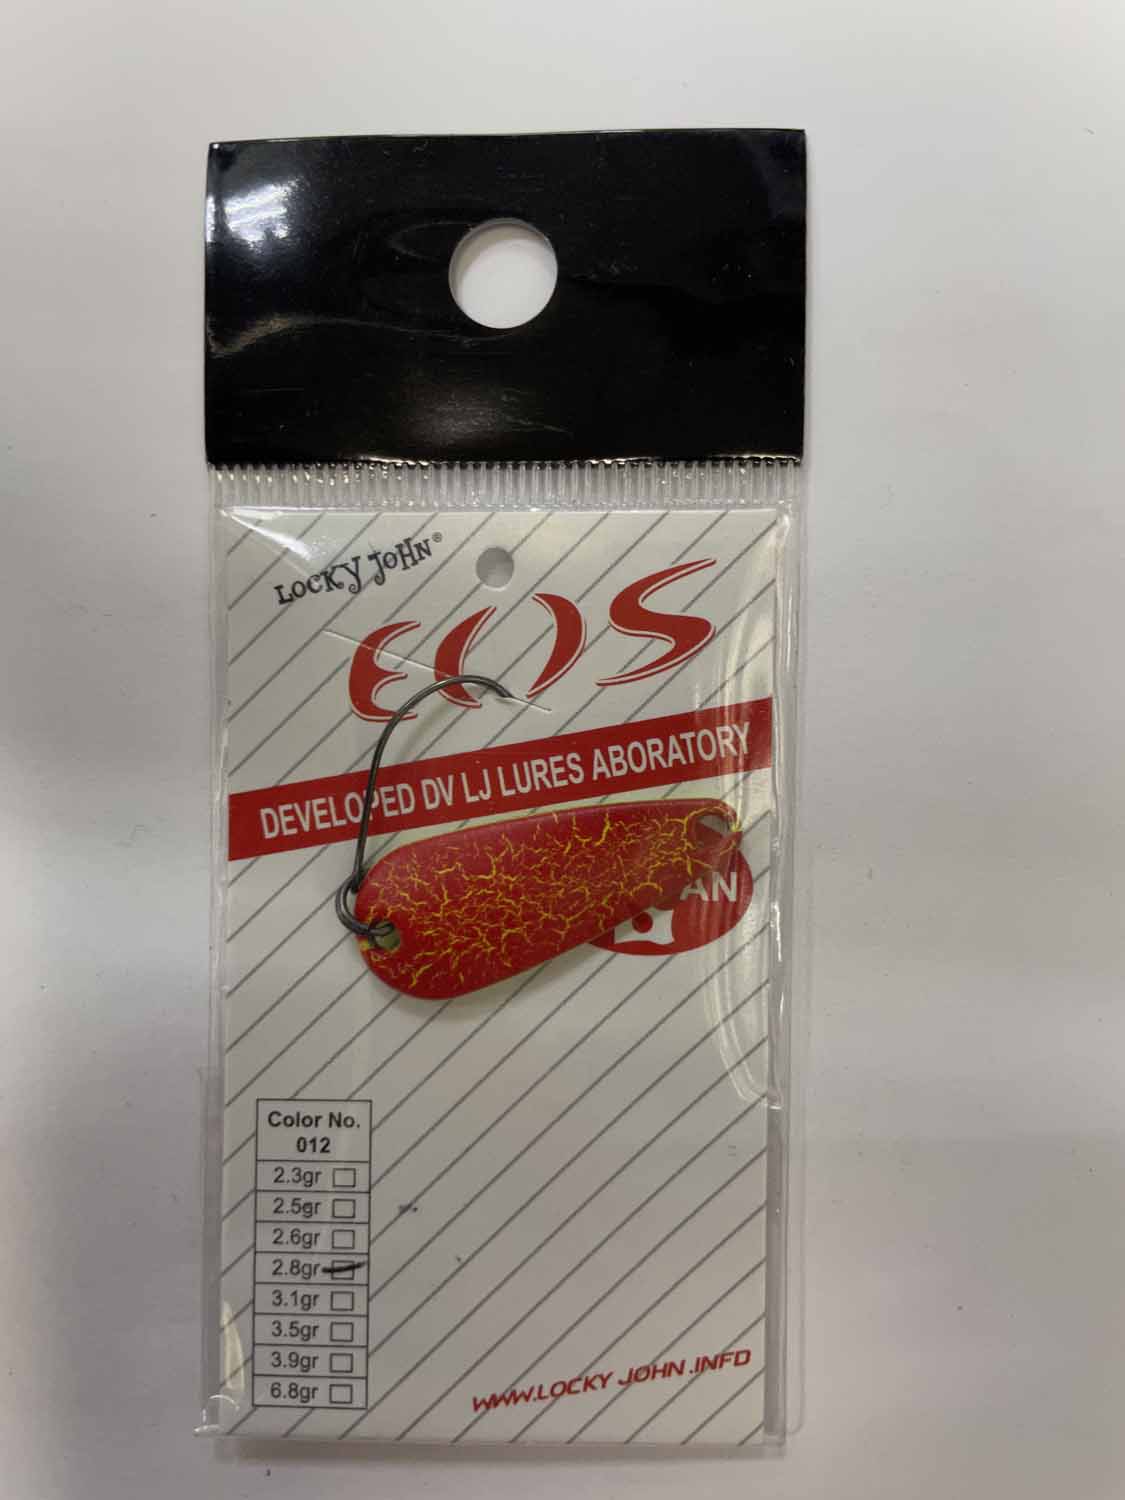 LOCKY JOHN®
EOS
DEVELOPED DV LJ LURES ABORATORY
AN
Color No.
012
2.3gr
2.5gr
2.6gr
2.8gr
3.1gr
3.5gr
3.9gr
6.8gr
WWW.LOCKY JOHN.INFO